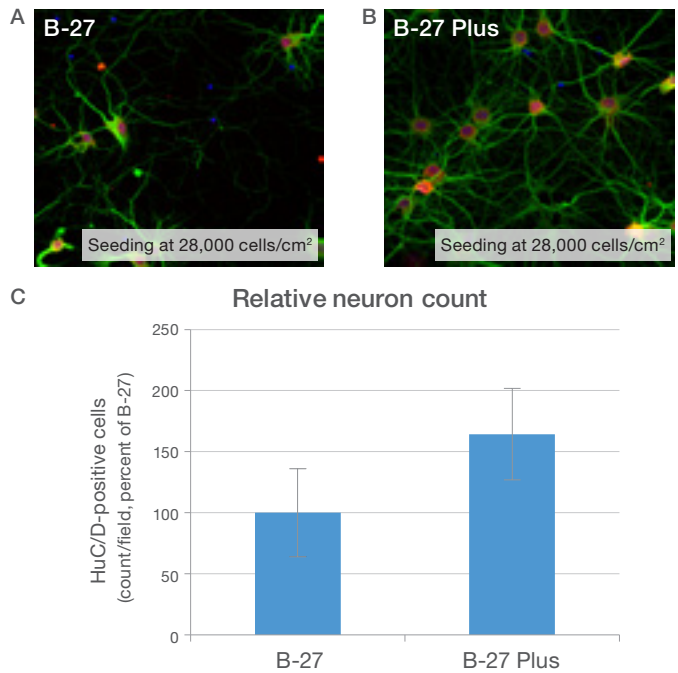 A
B-27
Seeding at 28,000 cells/cm²
B
B-27 Plus
Seeding at 28,000 cells/cm²
C
Relative neuron count
HuC/D-positive cells
(count/field, percent of B-27)
250
200
150
100
50
0
B-27
B-27 Plus